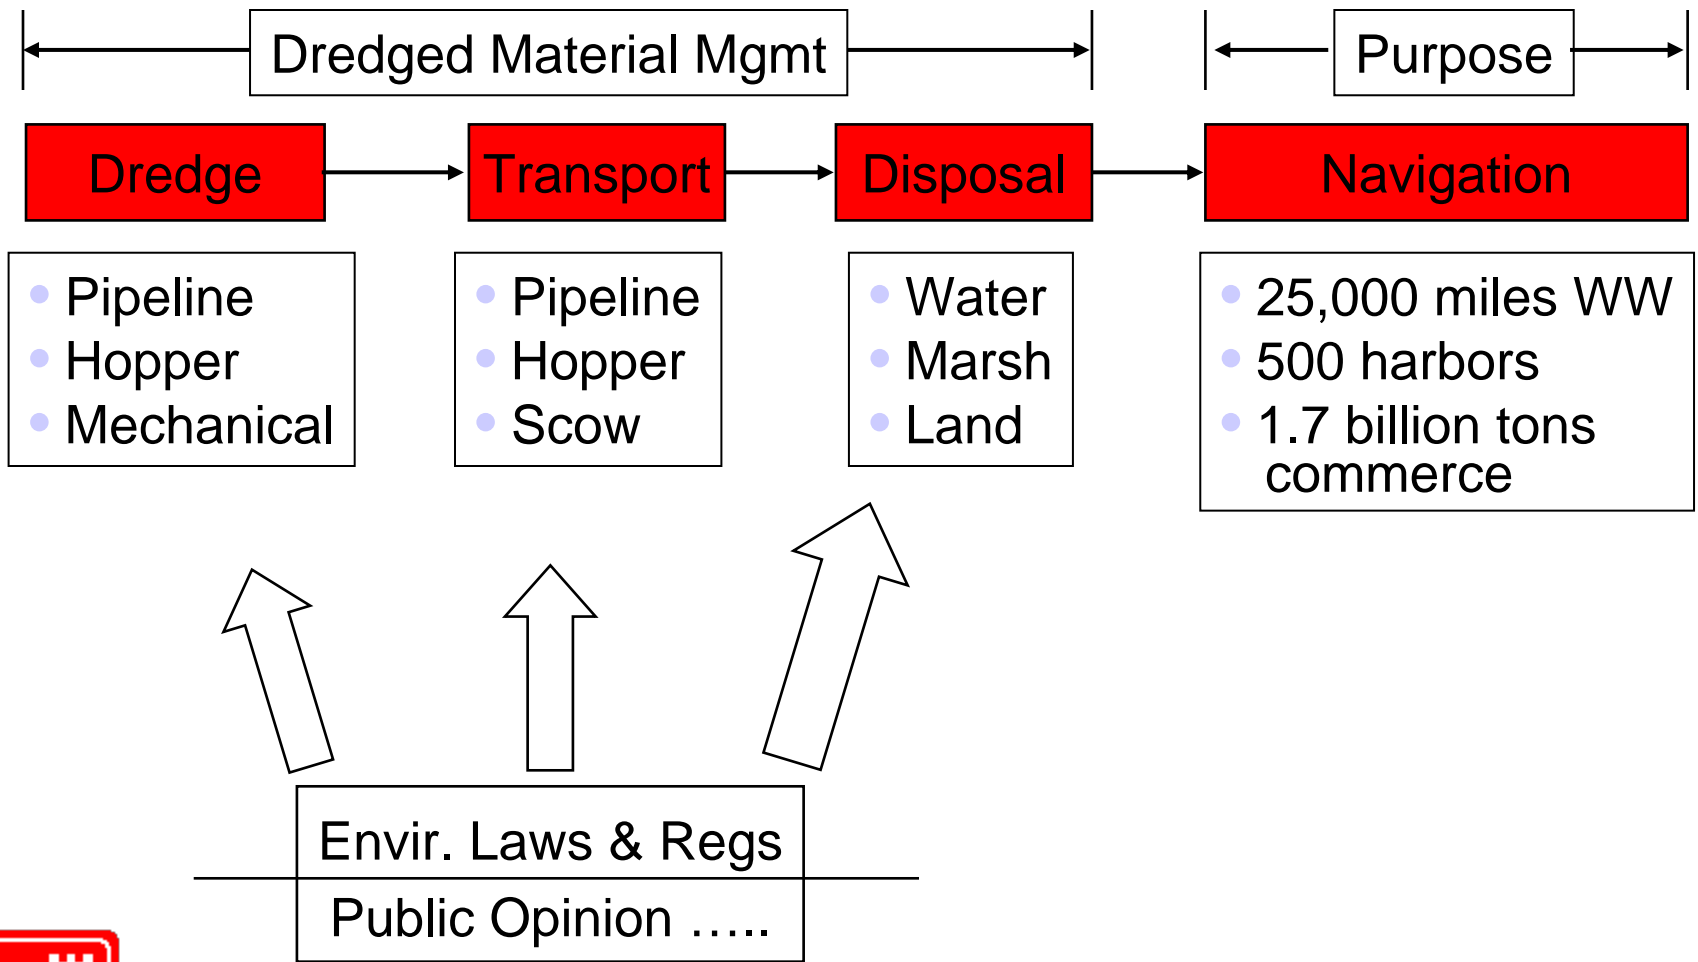 Dredged Material Mgmt
Purpose
Dredge
Transport
Disposal
Navigation
• Pipeline
• Hopper
• Mechanical
• Pipeline
• Hopper
• Scow
• Water
• Marsh
• Land
• 25,000 miles WW
• 500 harbors
• 1.7 billion tons
commerce
Envir. Laws & Regs
Public Opinion …..